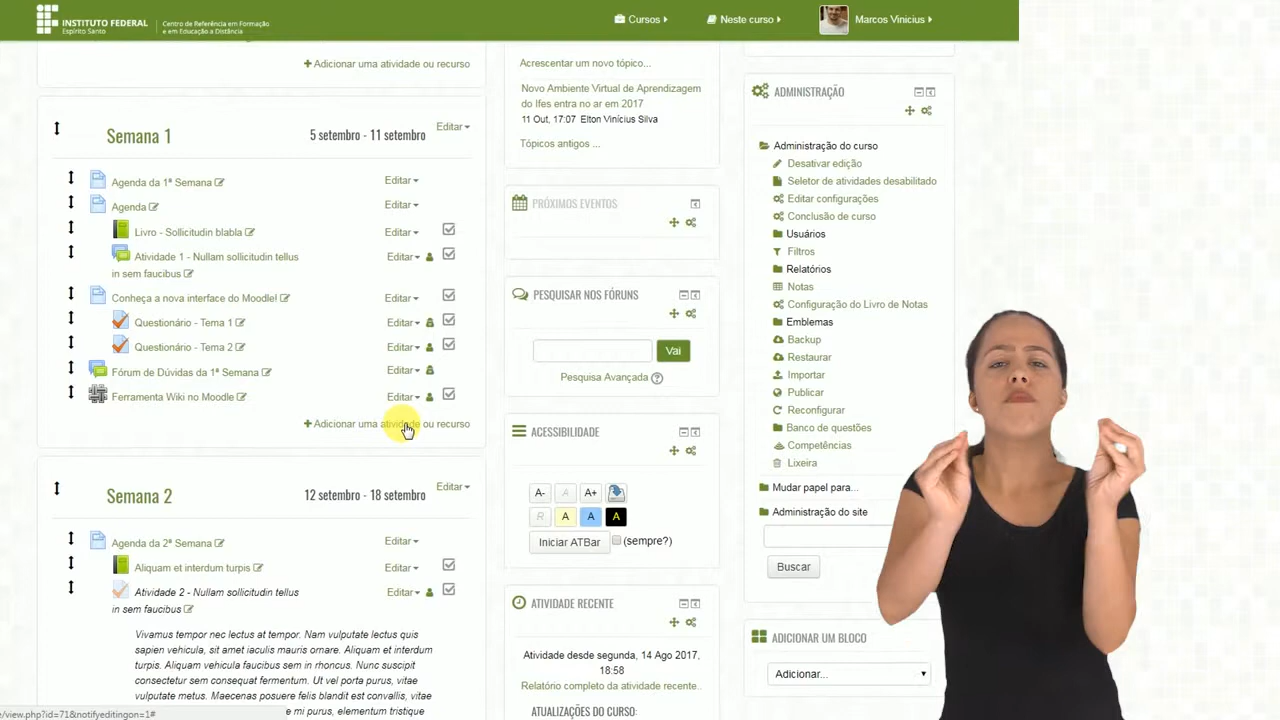 INSTITUTO FEDERAL
Espírito Santo
Centro de Referência em Formação
e em Educação a Distância
Cursos
Neste curso
Marcos Vinicius
Adicionar uma atividade ou recurso
Semana 1
5 setembro - 11 setembro
Editar
Agenda da 1ª Semana
Editar
Agenda
Editar
Livro - Sollicitudin blabla
Editar
Atividade 1 - Nullam sollicitudin tellus
in sem faucibus
Editar
Conheça a nova interface do Moodle!
Editar
Questionário - Tema 1
Editar
Questionário - Tema 2
Editar
Fórum de Dúvidas da 1ª Semana
Editar
Ferramenta Wiki no Moodle
Editar
Adicionar uma atividade ou recurso
Semana 2
12 setembro - 18 setembro
Editar
Agenda da 2ª Semana
Editar
Aliquam et interdum turpis
Editar
Atividade 2 - Nullam sollicitudin tellus
in sem faucibus
Editar
Vivamus tempor nec lectus at tempor. Nam vulputate lectus quis
sapien vehicula, sit amet iaculis mauris ornare. Aliquam et interdum
turpis. Aliquam vehicula faucibus sem in rhoncus. Nunc suscipit
consectetur sem consequat fermentum. Ut vel porta purus, vitae
vulputate metus. Maecenas posuere felis blandit est convallis, vitae
me mi purus, elementum tristique
e/view.php?id=71&notifyeditingon=1#
Acrescentar um novo tópico...
Novo Ambiente Virtual de Aprendizagem
do Ifes entra no ar em 2017
11 Out, 17:07 Elton Vinícius Silva
Tópicos antigos ...
PRÓXIMOS EVENTOS
PESQUISAR NOS FÓRUNS
Vai
Pesquisa Avançada
ACESSIBILIDADE
A- A A+
R A A A
Iniciar ATBar (sempre?)
ATIVIDADE RECENTE
Atividade desde segunda, 14 Ago 2017,
18:58
Relatório completo da atividade recente..
ATUALIZAÇÕES DO CURSO:
ADMINISTRAÇÃO
Administração do curso
Desativar edição
Seletor de atividades desabilitado
Editar configurações
Conclusão de curso
Usuários
Filtros
Relatórios
Notas
Configuração do Livro de Notas
Emblemas
Backup
Restaurar
Importar
Publicar
Reconfigurar
Banco de questões
Competências
Lixeira
Mudar papel para...
Administração do site
Buscar
ADICIONAR UM BLOCO
Adicionar...